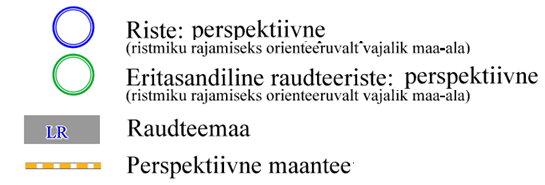 Riste: perspektiivne
(ristmiku rajamiseks orienteeruvalt vajalik maa-ala)
Eritasandiline raudteeriste: perspektiivne
(ristmiku rajamiseks orienteeruvalt vajalik maa-ala)
LR Raudteemaa
Perspektiivne maantee